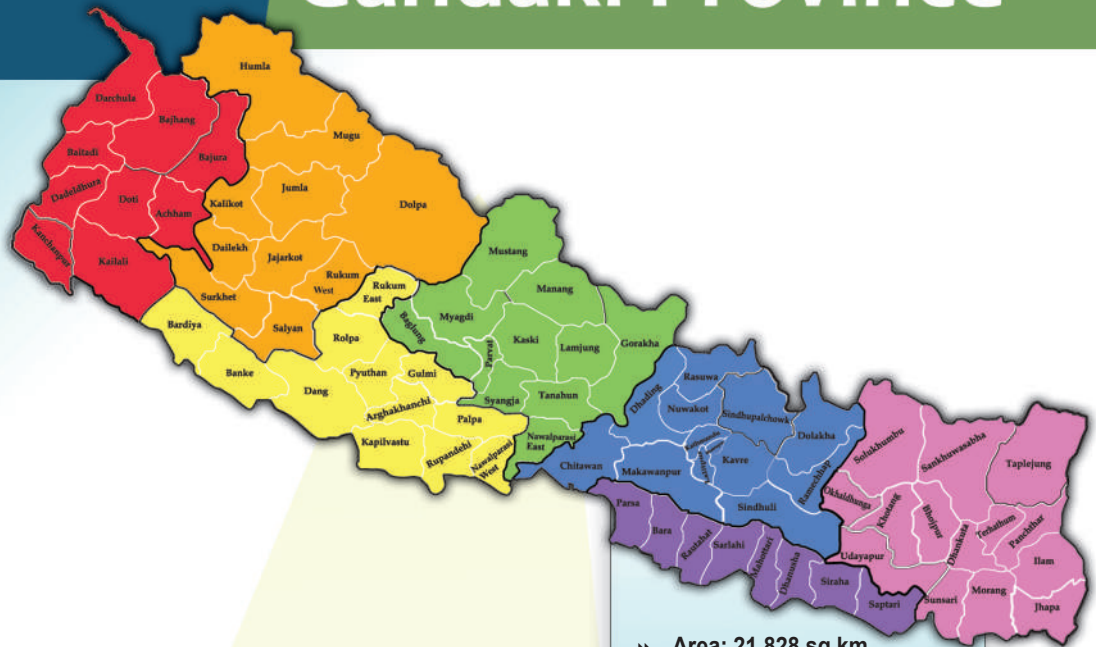 Gandaki Province
Humla
Darchula
Bajhang
Mugu
Baitadi
Bajura
Dadeldhura
Doti
Jumla
Achham
Kalikot
Dolpa
Kanchanpur
Kailali
Dailekh
Jajarkot
Mustang
Rukum
West
Rukum
East
Manang
Surkhet
Salyan
Bardiya
Baglung
Myagdi
Rolpa
Parvat
Kaski
Lamjung
Gorakha
Banke
Pyuthan
Gulmi
Dang
Syangja
Tanahun
Arghakhanchi
Palpa
Kapilvastu
Rupandehi
Nawalparasi
West
Nawalparasi
East
Dhading
Rasuwa
Nuwakot
Sindhupalchowk
Dolakha
Chitawan
Makawanpur
Kavre
Ramechhap
Sindhuli
Solukhumbu
Sankhuwasabha
Taplejung
Okhaldhunga
Khotang
Bhojpur
Dhankuta
Terhathum
Panchthar
Udayapur
Ilam
Sunsari
Morang
Jhapa
Parsa
Bara
Rautahat
Sarlahi
Mahottari
Dhanusha
Siraha
Saptari
» Area: 21,828 sq km